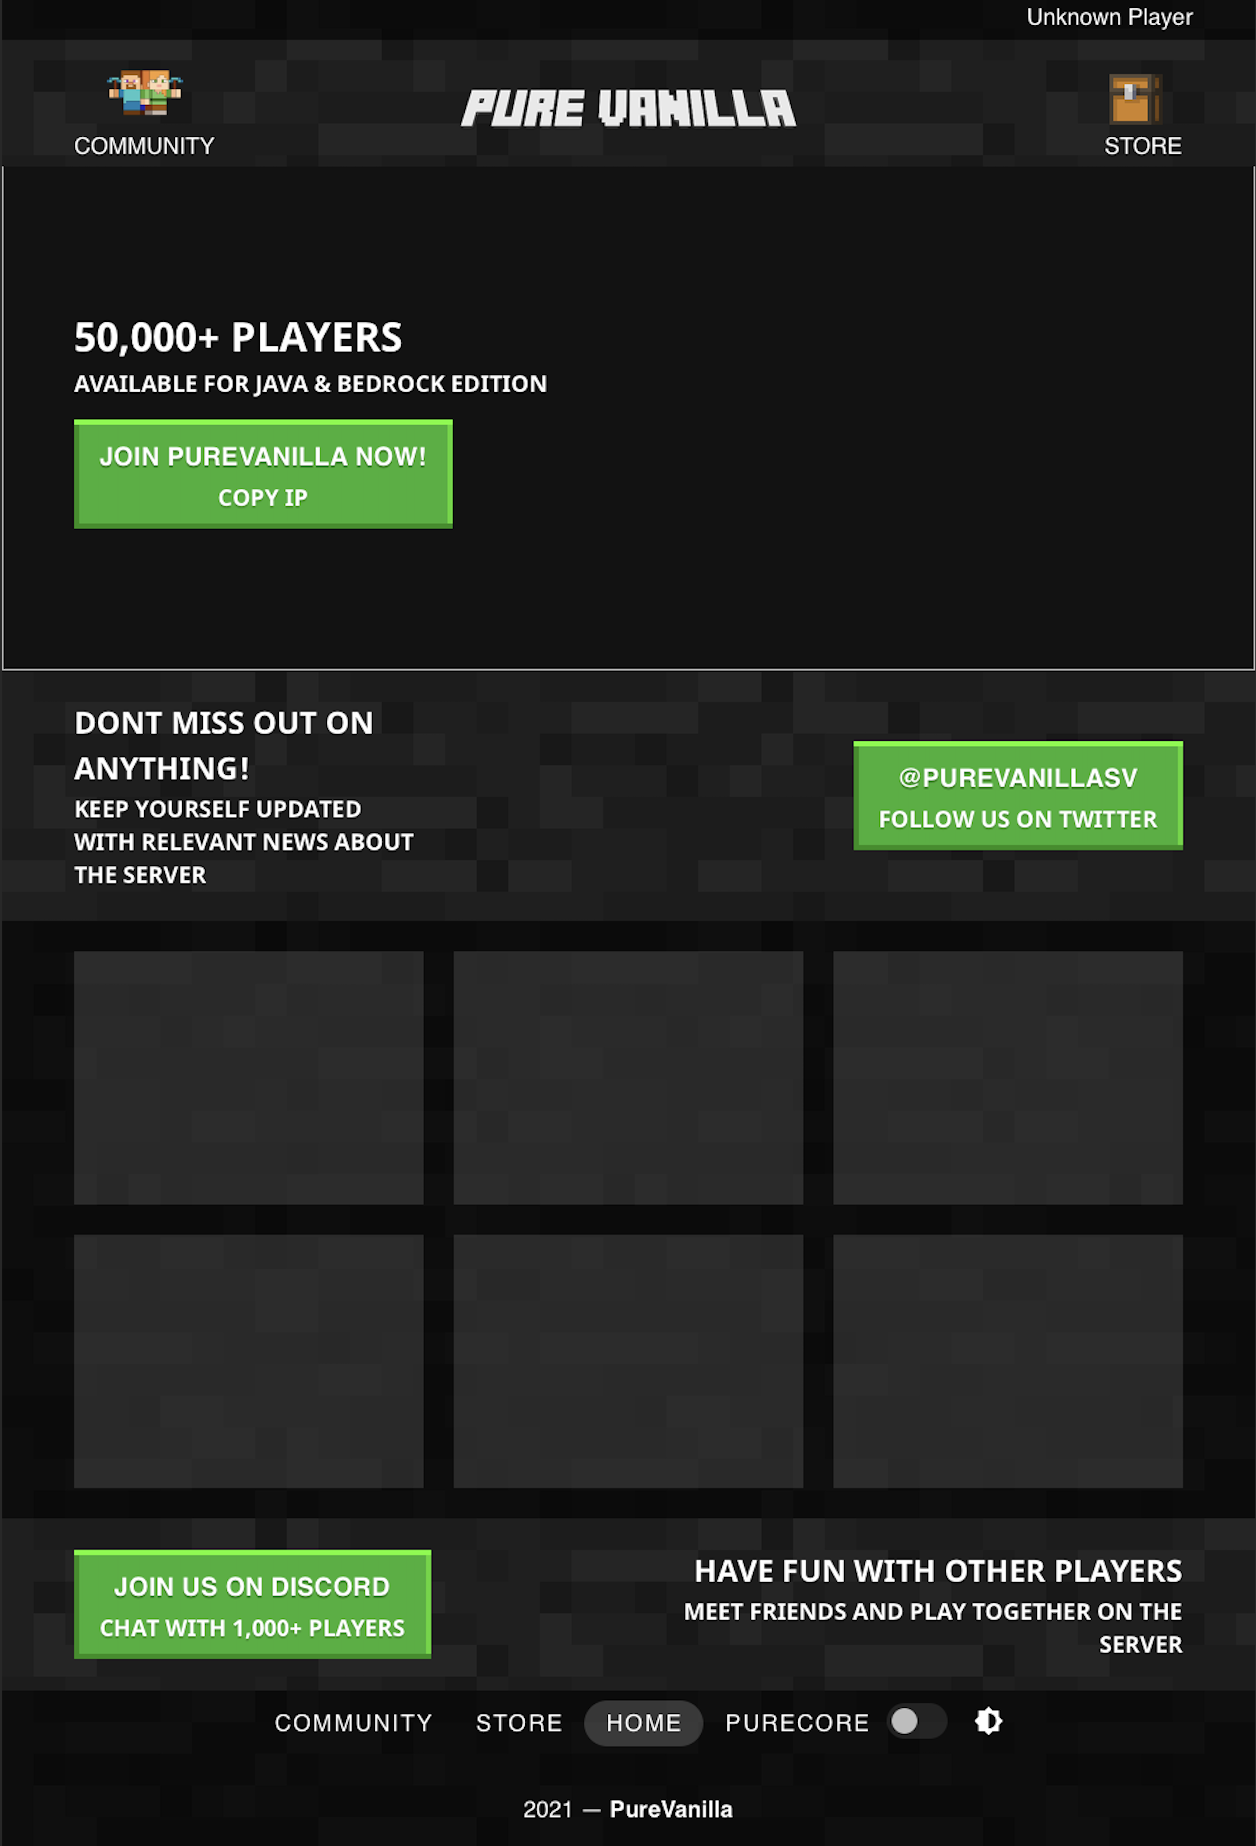 Unknown Player
COMMUNITY
PURE VANILLA
STORE
50,000+ PLAYERS
AVAILABLE FOR JAVA & BEDROCK EDITION
JOIN PUREVANILLA NOW!
COPY IP
DONT MISS OUT ON
ANYTHING!
KEEP YOURSELF UPDATED
WITH RELEVANT NEWS ABOUT
THE SERVER
@PUREVANILLASV
FOLLOW US ON TWITTER
JOIN US ON DISCORD
CHAT WITH 1,000+ PLAYERS
HAVE FUN WITH OTHER PLAYERS
MEET FRIENDS AND PLAY TOGETHER ON THE
SERVER
COMMUNITY STORE HOME PURECORE
2021 — PureVanilla